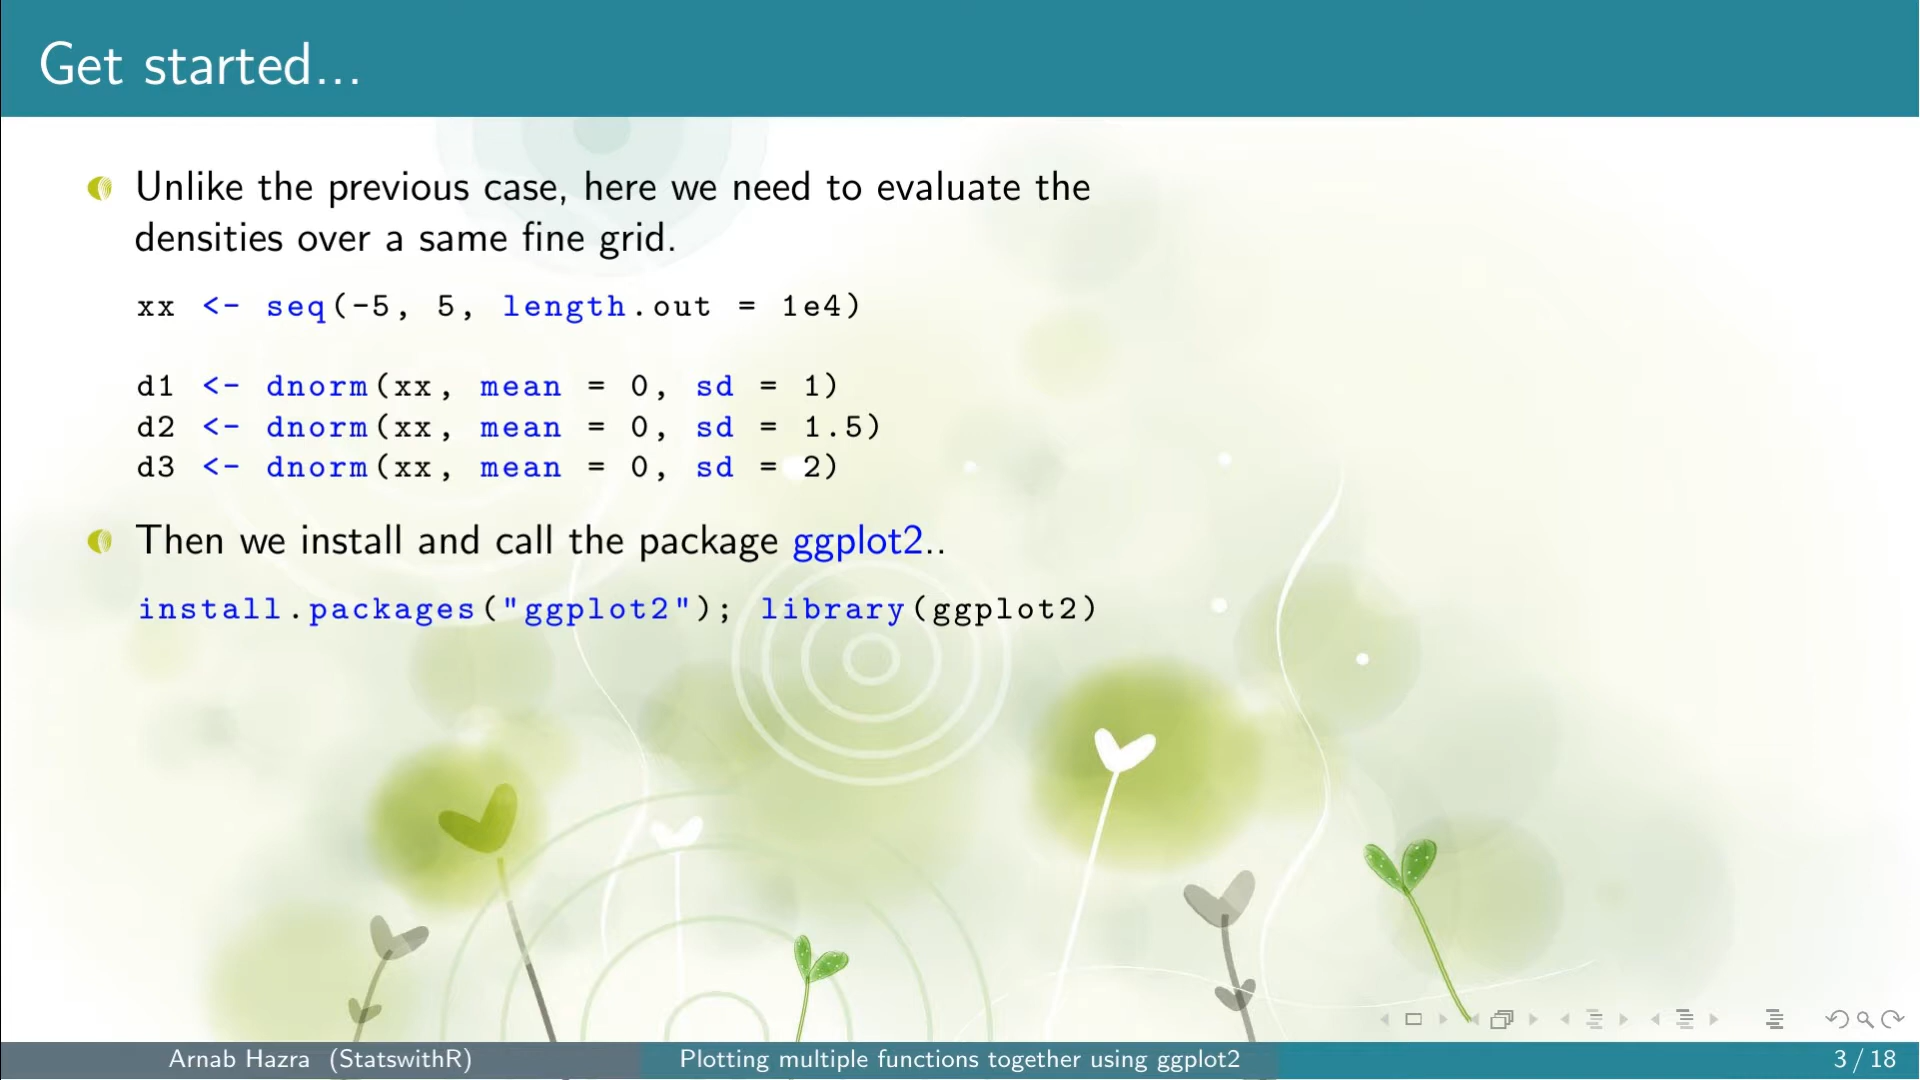 Get started...
Unlike the previous case, here we need to evaluate the
densities over a same fine grid.
xx <- seq(-5, 5, length.out = 1e4)
d1 <- dnorm(xx, mean = 0, sd = 1)
d2 <- dnorm(xx, mean = 0, sd = 1.5)
d3 <- dnorm(xx, mean = 0, sd = 2)
Then we install and call the package ggplot2..
install.packages("ggplot2"); library(ggplot2)
Arnab Hazra (StatswithR) Plotting multiple functions together using ggplot2 3 / 18